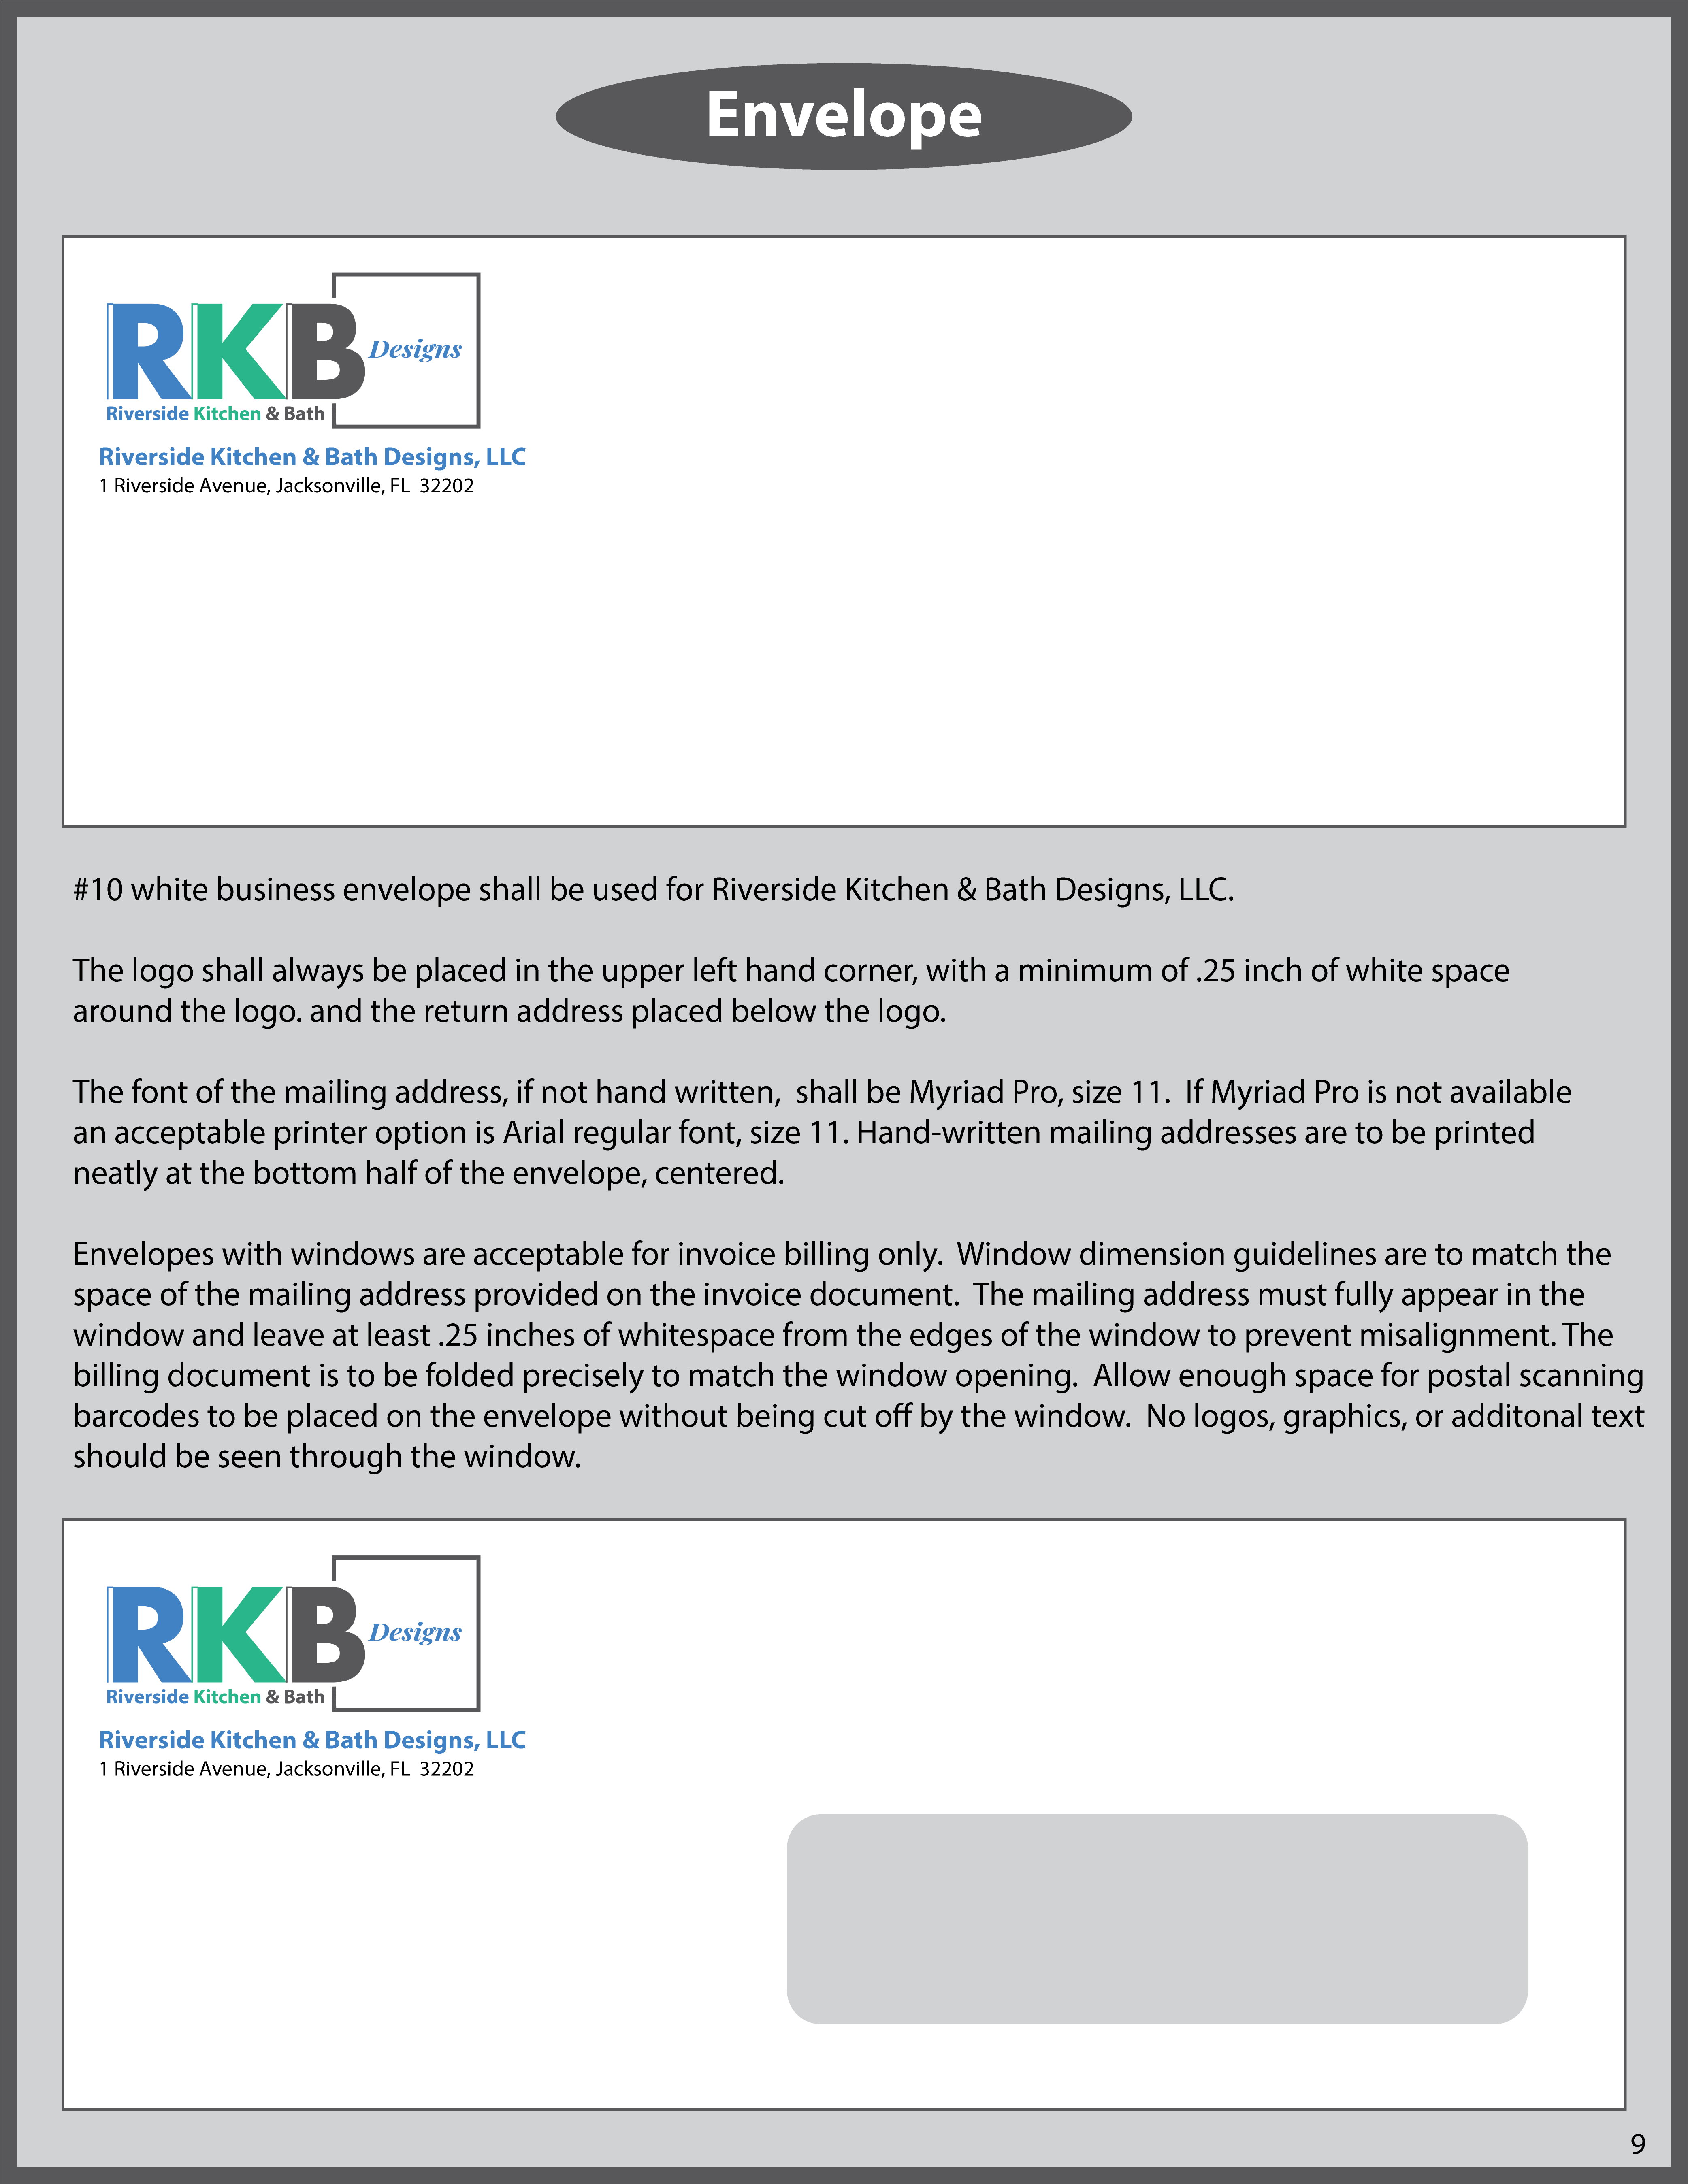 Envelope
RKB
Designs
Riverside Kitchen & Bath
Riverside Kitchen & Bath Designs, LLC
1 Riverside Avenue, Jacksonville, FL  32202
#10 white business envelope shall be used for Riverside Kitchen & Bath Designs, LLC.
The logo shall always be placed in the upper left hand corner, with a minimum of .25 inch of white space
around the logo. and the return address placed below the logo.
The font of the mailing address, if not hand written,  shall be Myriad Pro, size 11.  If Myriad Pro is not available
an acceptable printer option is Arial regular font, size 11. Hand-written mailing addresses are to be printed
neatly at the bottom half of the envelope, centered.
Envelopes with windows are acceptable for invoice billing only.  Window dimension guidelines are to match the
space of the mailing address provided on the invoice document.  The mailing address must fully appear in the
window and leave at least .25 inches of whitespace from the edges of the window to prevent misalignment. The
billing document is to be folded precisely to match the window opening.  Allow enough space for postal scanning
barcodes to be placed on the envelope without being cut off by the window.  No logos, graphics, or additonal text
should be seen through the window.
RKB
Designs
Riverside Kitchen & Bath
Riverside Kitchen & Bath Designs, LLC
1 Riverside Avenue, Jacksonville, FL  32202
9